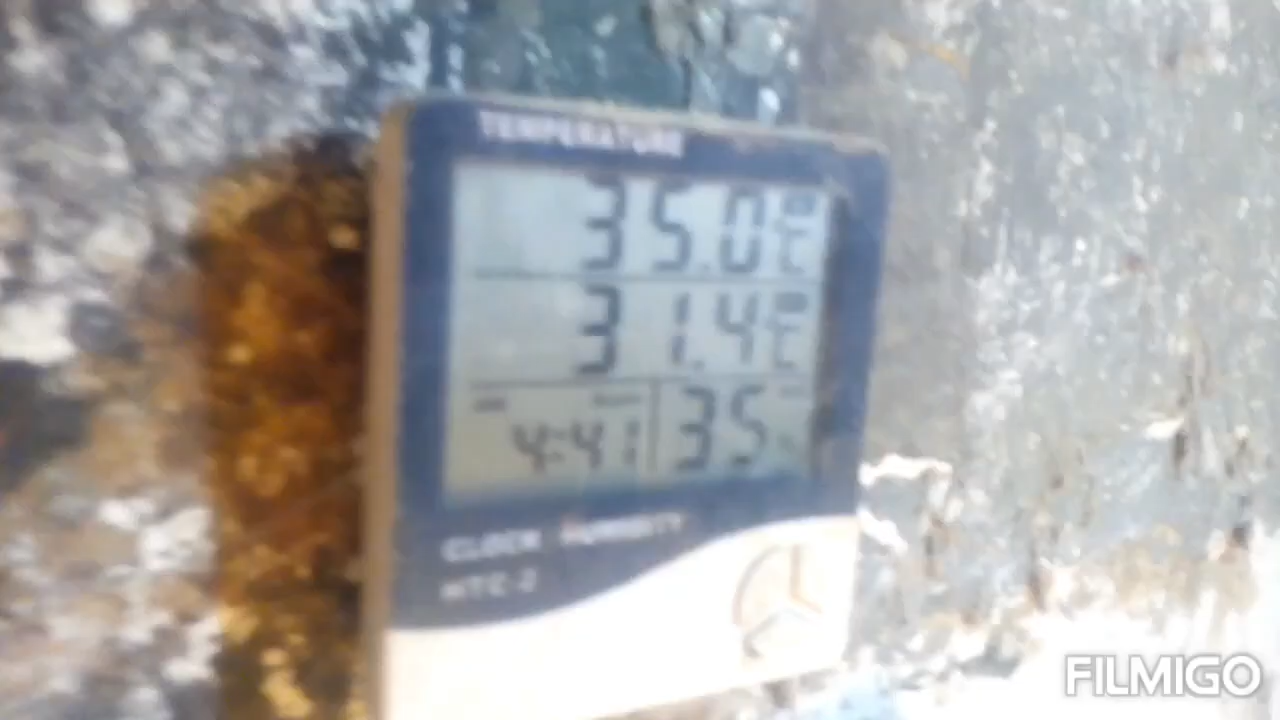 TEMPERATURE
35.0°C
31.4°C
4:41 35%
CLOCK HUMIDITY
HTC-2
FILMIGO